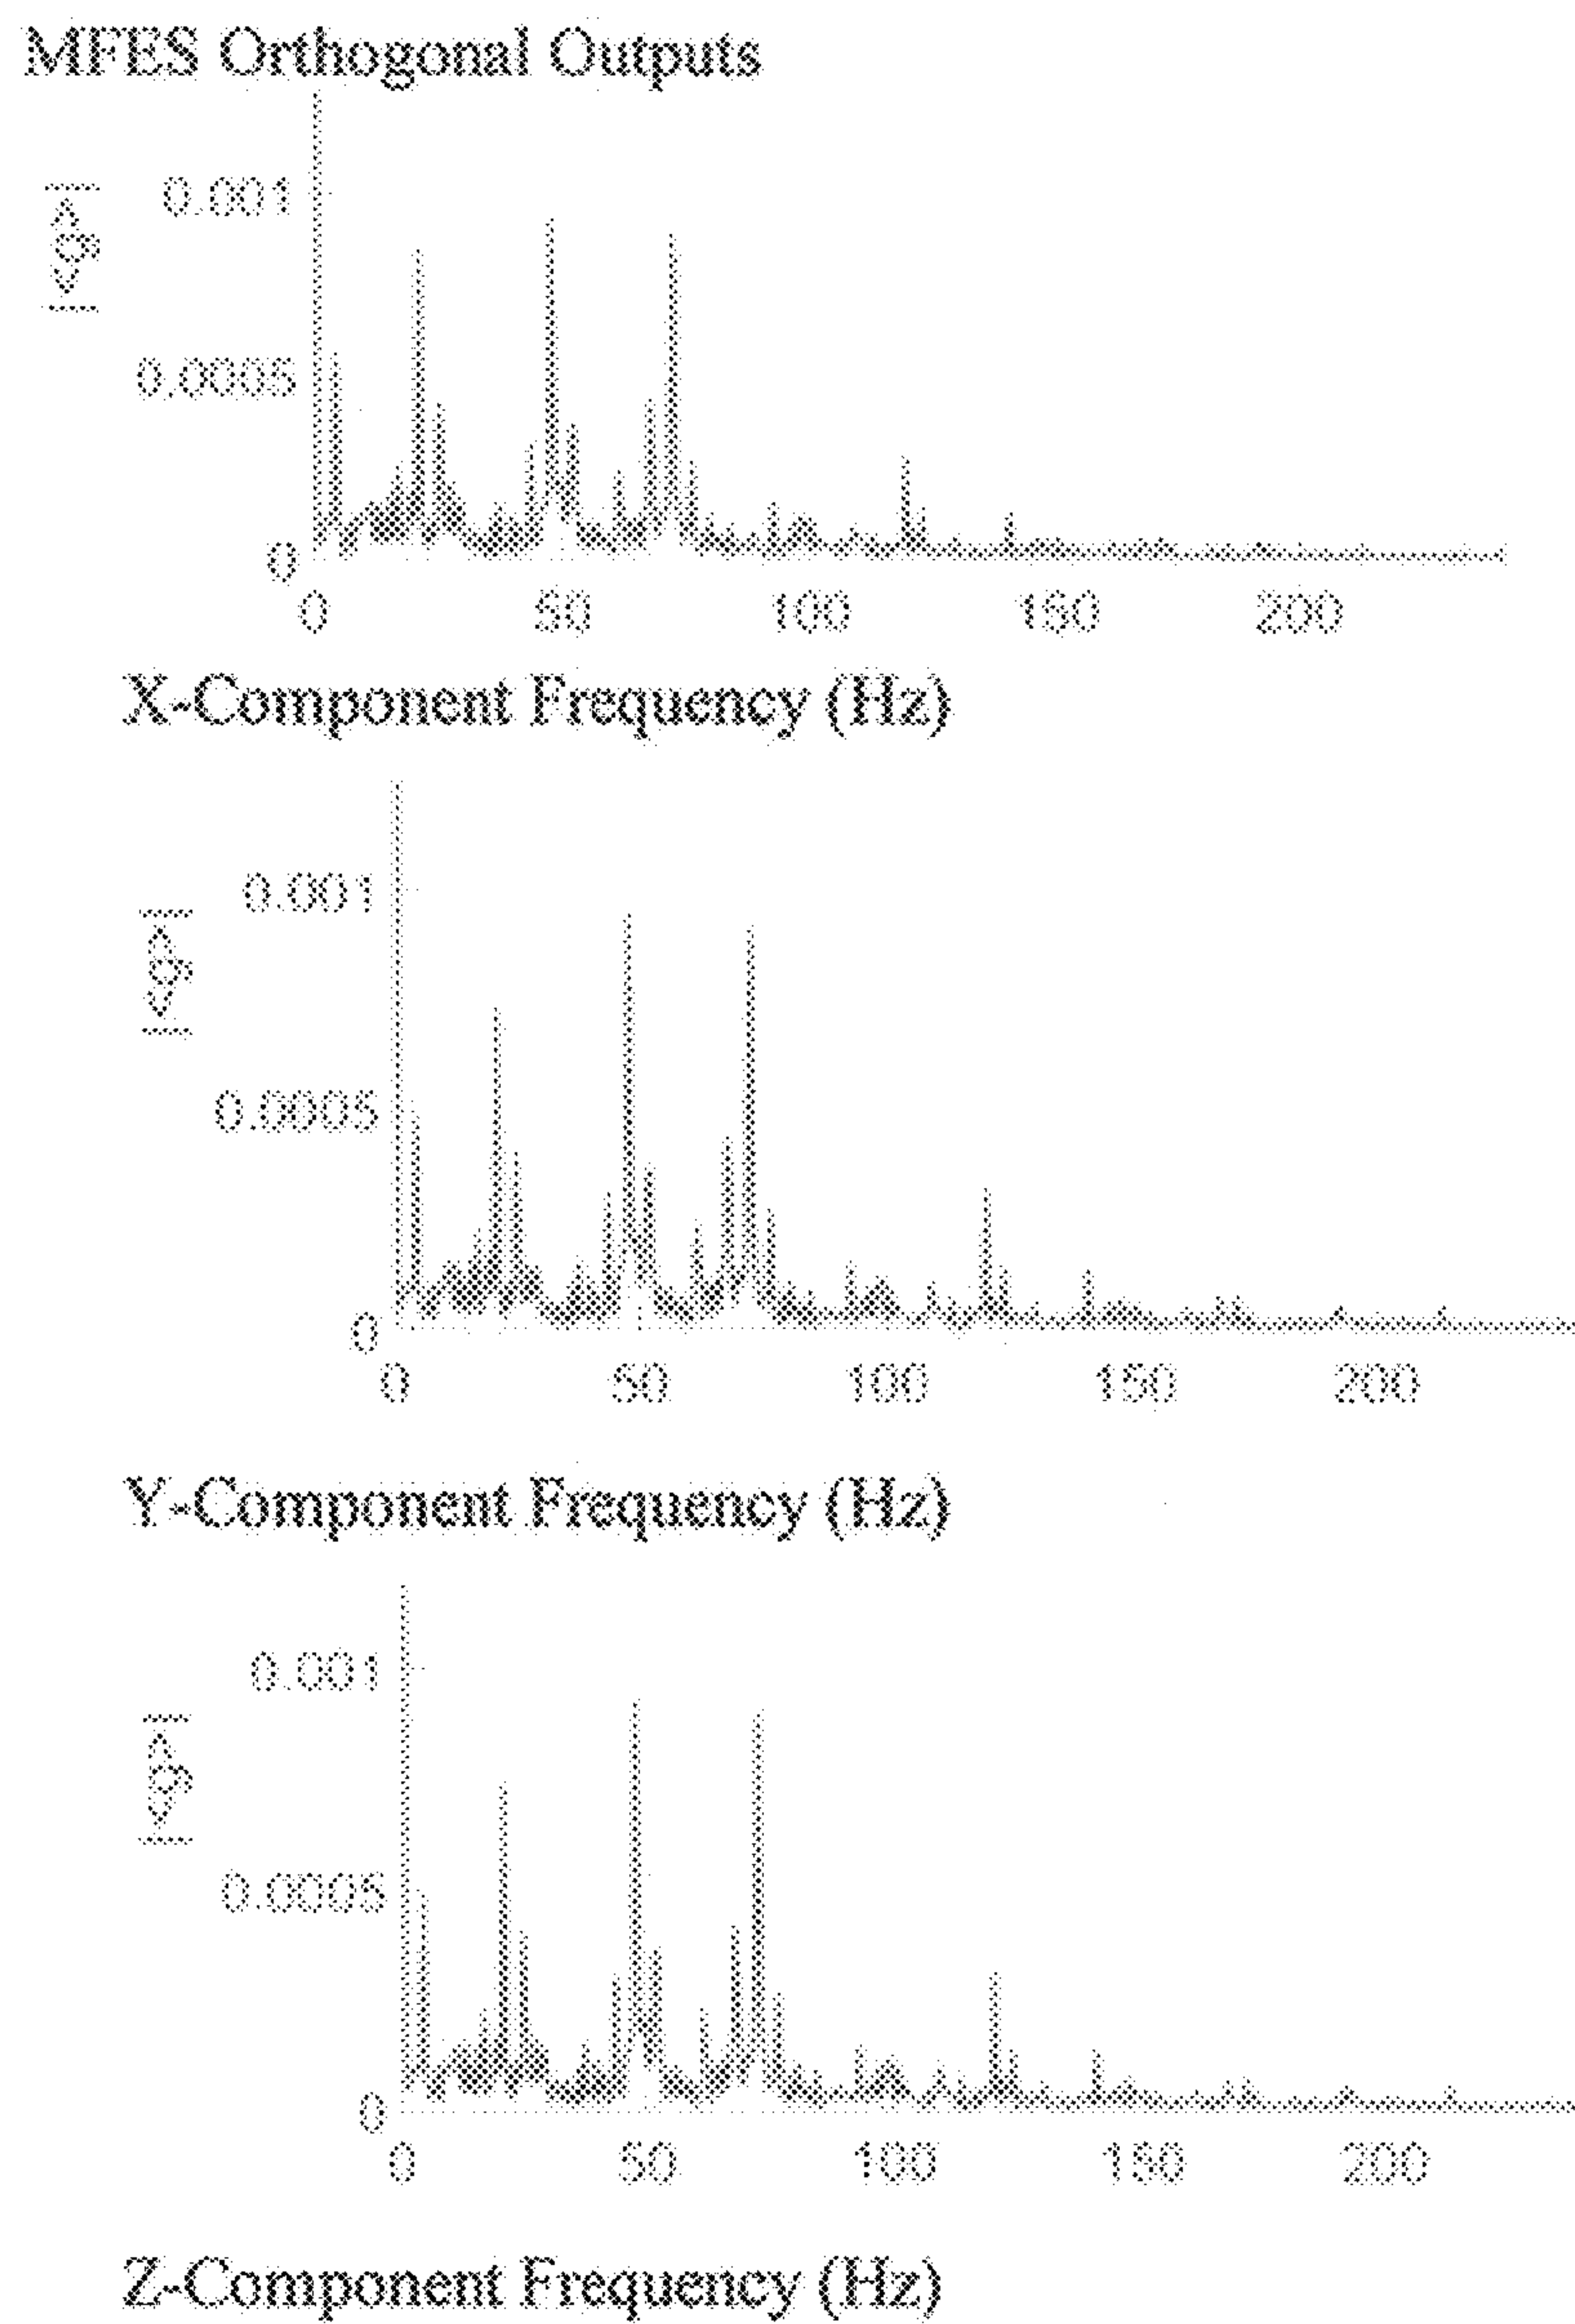 MFES Orthogonal Outputs
0.001
0.0005
0
0 50 100 150 200
X-Component Frequency (Hz)
0.001
0.0005
0
0 50 100 150 200
Y-Component Frequency (Hz)
0.001
0.0005
0
0 50 100 150 200
Z-Component Frequency (Hz)